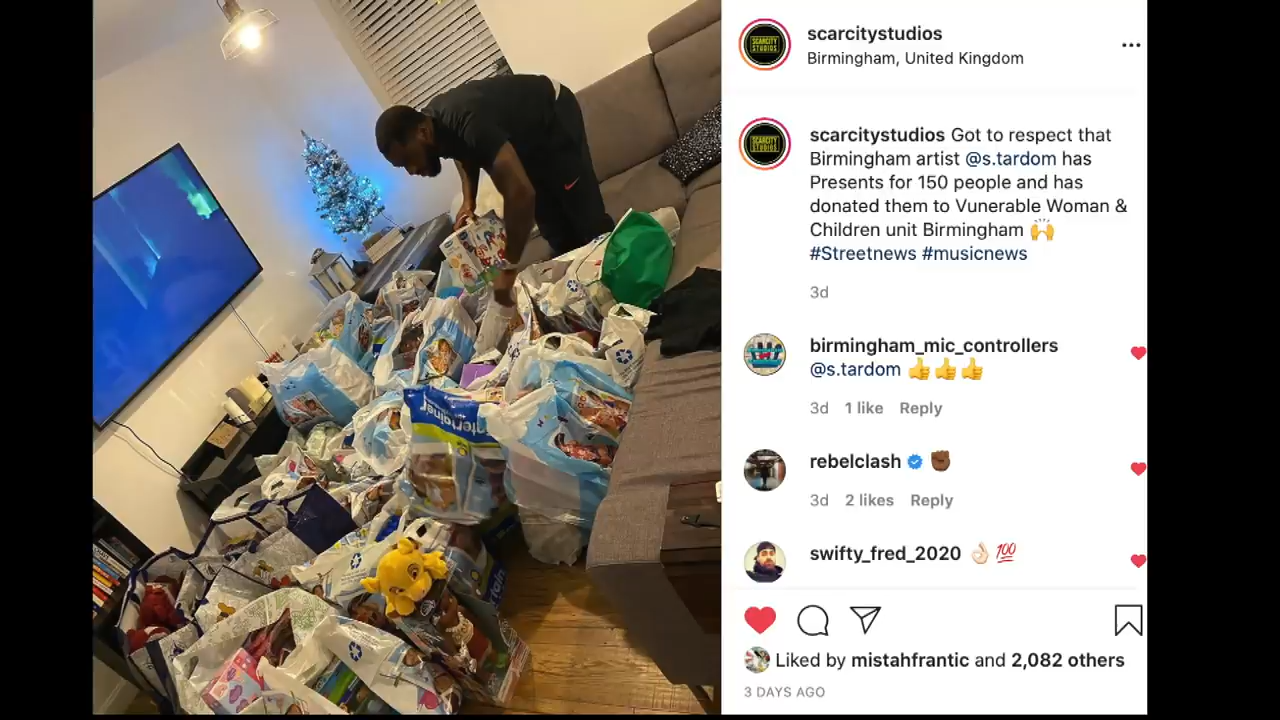 scarcitystudios
Birmingham, United Kingdom
SCARCITY
STUDIOS
scarcitystudios Got to respect that
Birmingham artist @s.tardom has
Presents for 150 people and has
donated them to Vunerable Woman &
Children unit Birmingham 🙌
#Streetnews #musicnews
3d
birmingham_mic_controllers
@s.tardom 👍👍👍
3d 1 like Reply
rebelclash ✊🏿
3d 2 likes Reply
swifty_fred_2020 👌🏻💯
Liked by mistahfrantic and 2,082 others
3 DAYS AGO